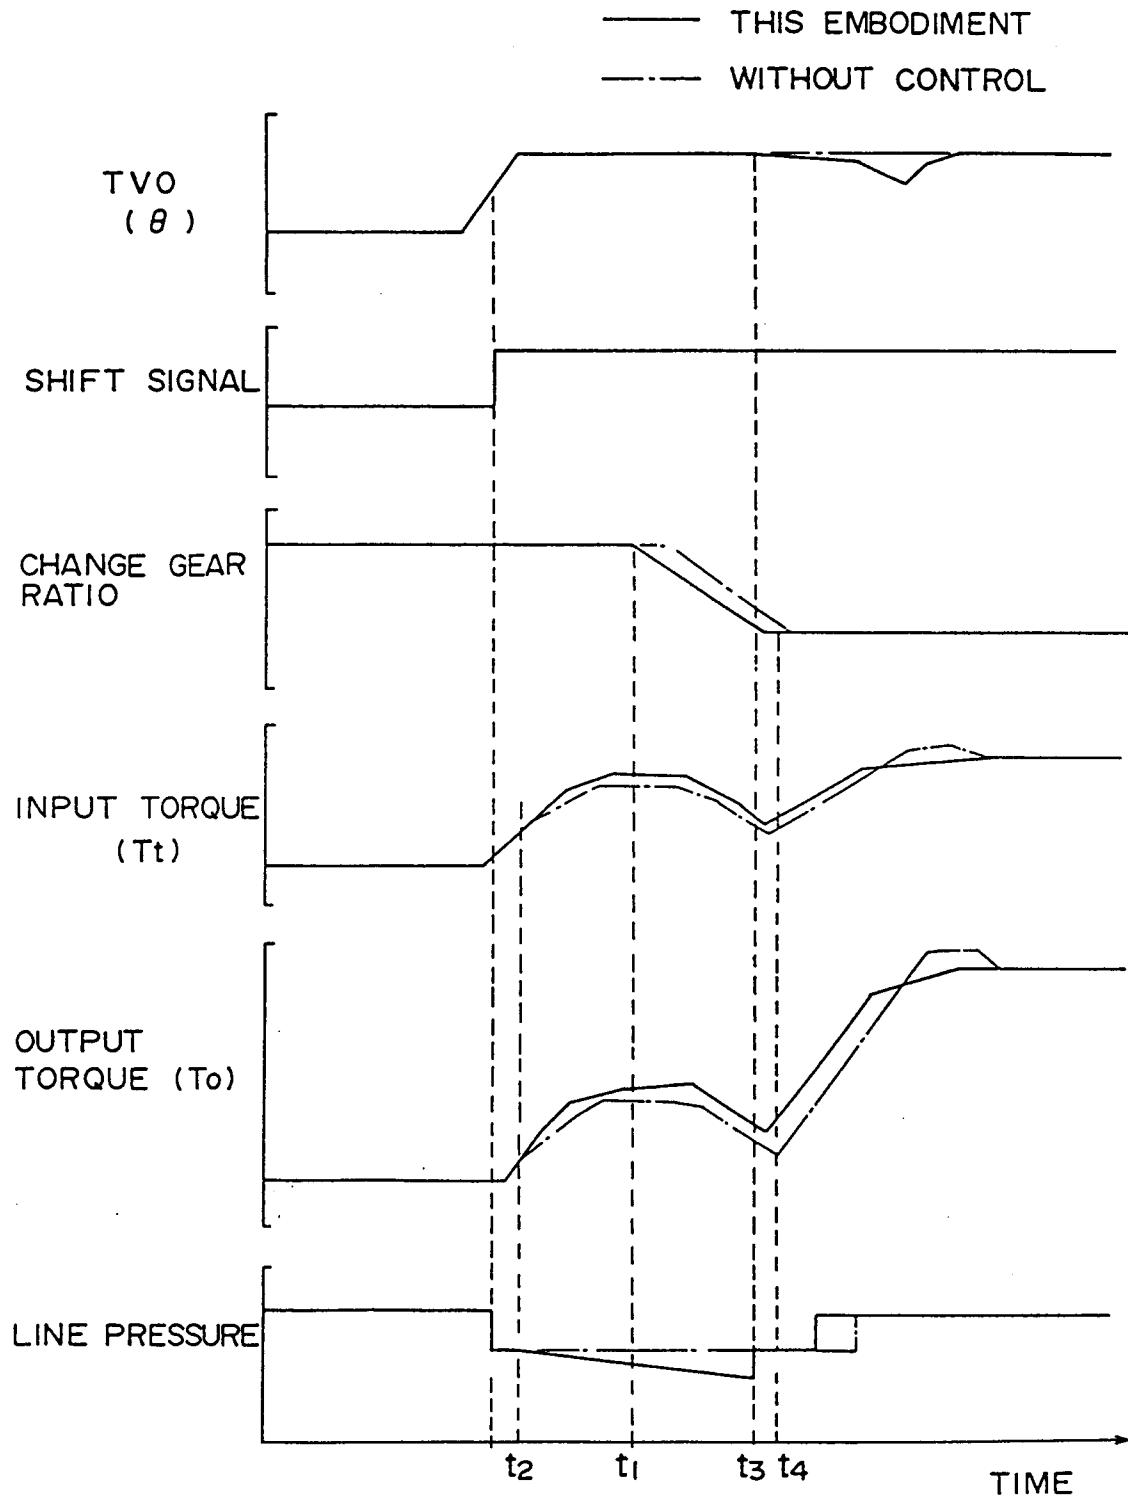 THIS EMBODIMENT
WITHOUT CONTROL
TVO
(θ)
SHIFT SIGNAL
CHANGE GEAR
RATIO
INPUT TORQUE
(Tt)
OUTPUT
TORQUE (To)
LINE PRESSURE
t2 t1 t3 t4
TIME